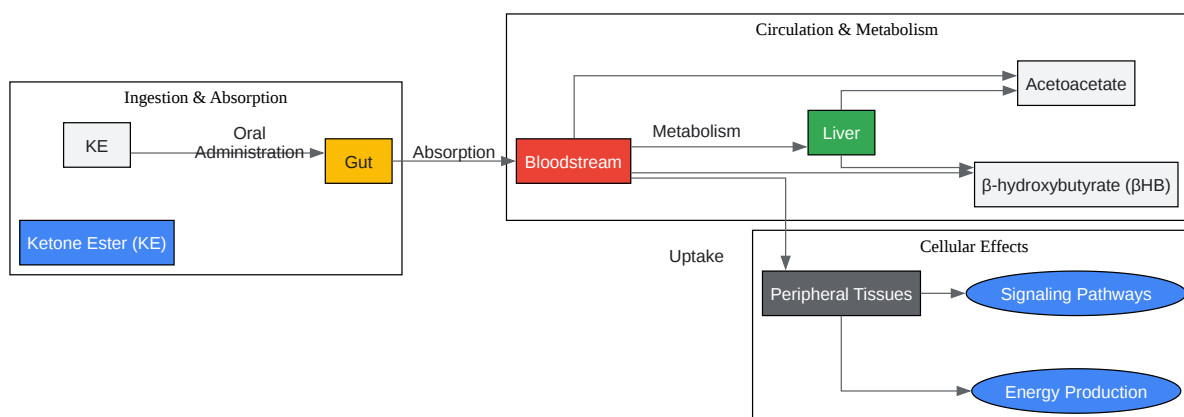 Circulation & Metabolism
Ingestion & Absorption
Acetoacetate
KE
Oral
Administration
Gut
Absorption
Bloodstream
Metabolism
Liver
β-hydroxybutyrate (βHB)
Ketone Ester (KE)
Uptake
Cellular Effects
Peripheral Tissues
Signaling Pathways
Energy Production